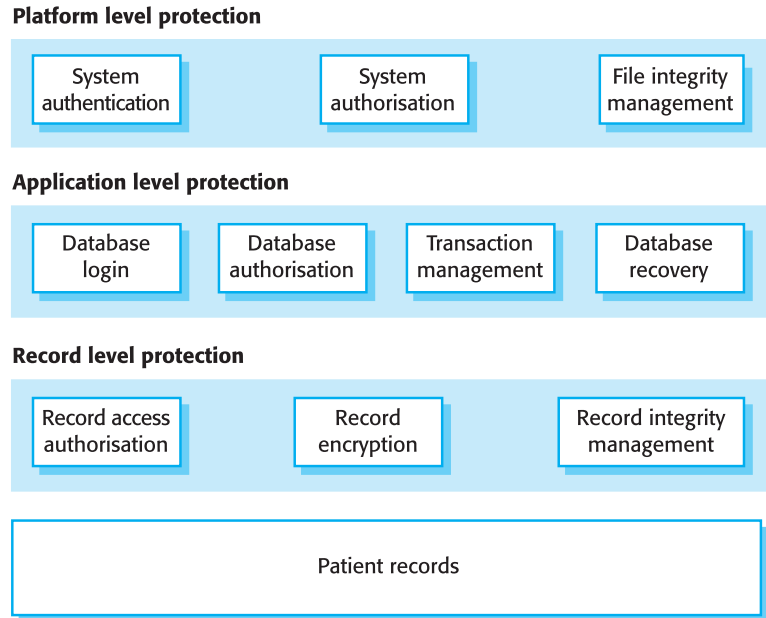 Platform level protection
System
authentication
System
authorisation
File integrity
management
Application level protection
Database
login
Database
authorisation
Transaction
management
Database
recovery
Record level protection
Record access
authorisation
Record
encryption
Record integrity
management
Patient records